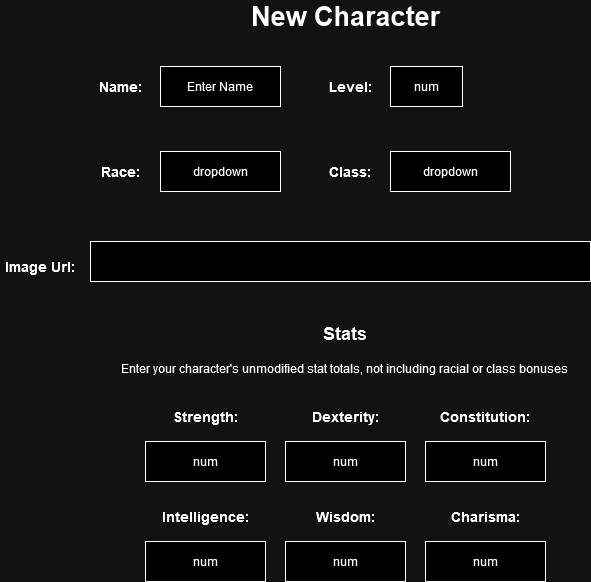 New Character
Name: Enter Name Level: num
Race: dropdown Class: dropdown
Image Url:
Stats
Enter your character's unmodified stat totals, not including racial or class bonuses
Strength: Dexterity: Constitution:
num num num
Intelligence: Wisdom: Charisma:
num num num